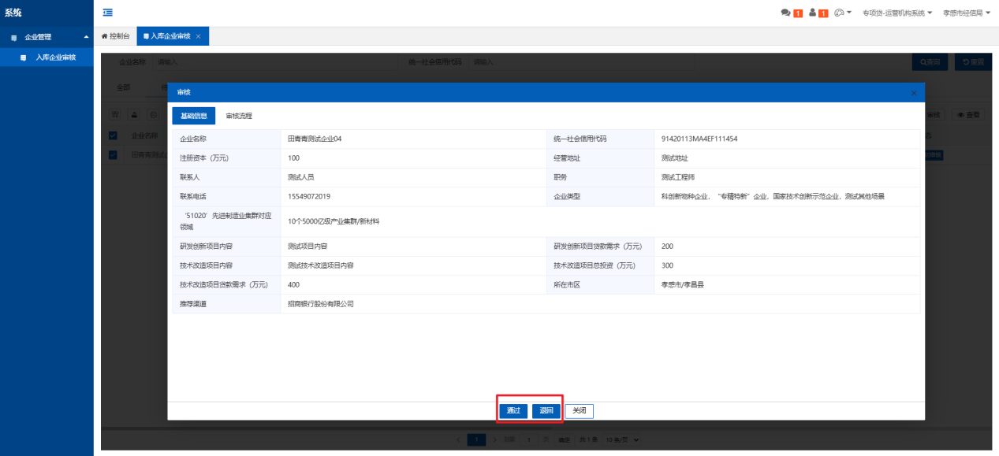 系统
1
1
专项贷-运营机构系统
孝感市经信局
企业管理
控制台
入库企业审核 ×
入库企业审核
企业名称 请输入 统一社会信用代码 请输入 查询 重置
全部
审核 ×
基础信息 审核流程
审核 查看
企业名称 田青青测试企业04 统一社会信用代码 91420113MA4EF111454
企业名称
注册资本（万元） 100 经营地址 测试地址
田青青测试
联系人 测试人员 职务 测试工程师
联系电话 15549072019 企业类型 科创新物种企业，“专精特新”企业，国家技术创新示范企业，测试其他场景
‘51020’先进制造业集群对应
领域
10个5000亿级产业集群/新材料
研发创新项目内容 测试项目内容 研发创新项目贷款需求（万元） 200
技术改造项目内容 测试技术改造项目内容 技术改造项目总投资（万元） 300
技术改造项目贷款需求（万元） 400 所在市区 孝感市/孝昌县
推荐渠道 招商银行股份有限公司
通过 退回 关闭
1 到第 1 页 确定 共1条 10条/页